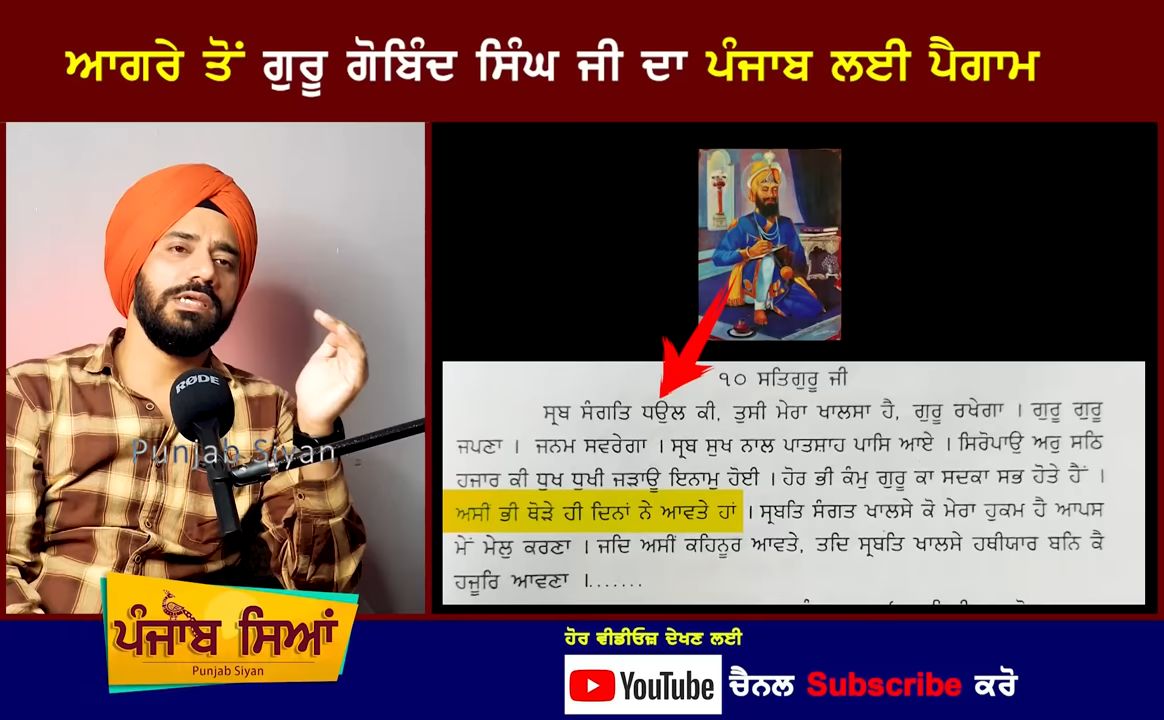 ਆਗਰੇ ਤੋਂ ਗੁਰੂ ਗੋਬਿੰਦ ਸਿੰਘ ਜੀ ਦਾ ਪੰਜਾਬ ਲਈ ਪੈਗਾਮ
RØDE
Punjab Siyan
੧੦ ਸਤਿਗੁਰੂ ਜੀ
ਸ੍ਰਬ ਸੰਗਤਿ ਧਉਲ ਕੀ, ਤੁਸੀ ਮੇਰਾ ਖਾਲਸਾ ਹੈ, ਗੁਰੂ ਰਖੇਗਾ । ਗੁਰੂ ਗੁਰੂ
ਜਪਣਾ । ਜਨਮ ਸਵਰੇਗਾ । ਸ੍ਰਬ ਸੁਖ ਨਾਲ ਪਾਤਸ਼ਾਹ ਪਾਸਿ ਆਏ । ਸਿਰੋਪਾਉ ਅਰੁ ਸਠਿ
ਹਜਾਰ ਕੀ ਧੁਖ ਧੁਖੀ ਜੜਾਊ ਇਨਾਮੁ ਹੋਈ । ਹੋਰ ਭੀ ਕੰਮੁ ਗੁਰੂ ਕਾ ਸਦਕਾ ਸਭ ਹੋਤੇ ਹੈਂ ।
ਅਸੀਂ ਭੀ ਥੋੜੇ ਹੀ ਦਿਨਾਂ ਨੇ ਆਵਤੇ ਹਾਂ । ਸ੍ਰਬਤਿ ਸੰਗਤ ਖਾਲਸੇ ਕੋ ਮੇਰਾ ਹੁਕਮ ਹੈ ਆਪਸ
ਮੇਂ ਮੇਲੁ ਕਰਣਾ । ਜਦਿ ਅਸੀਂ ਕਹਿਨੂਰ ਆਵਤੇ, ਤਦਿ ਸ੍ਰਬੰਤਿ ਖਾਲਸੇ ਹਥੀਯਾਰ ਬਨਿ ਕੈ
ਹਜੂਰਿ ਆਵਣਾ ।.......
ਪੰਜਾਬ ਸਿਆਂ
Punjab Siyan
ਹੋਰ ਵੀਡੀਓਜ਼ ਦੇਖਣ ਲਈ
YouTube ਚੈਨਲ Subscribe ਕਰੋ